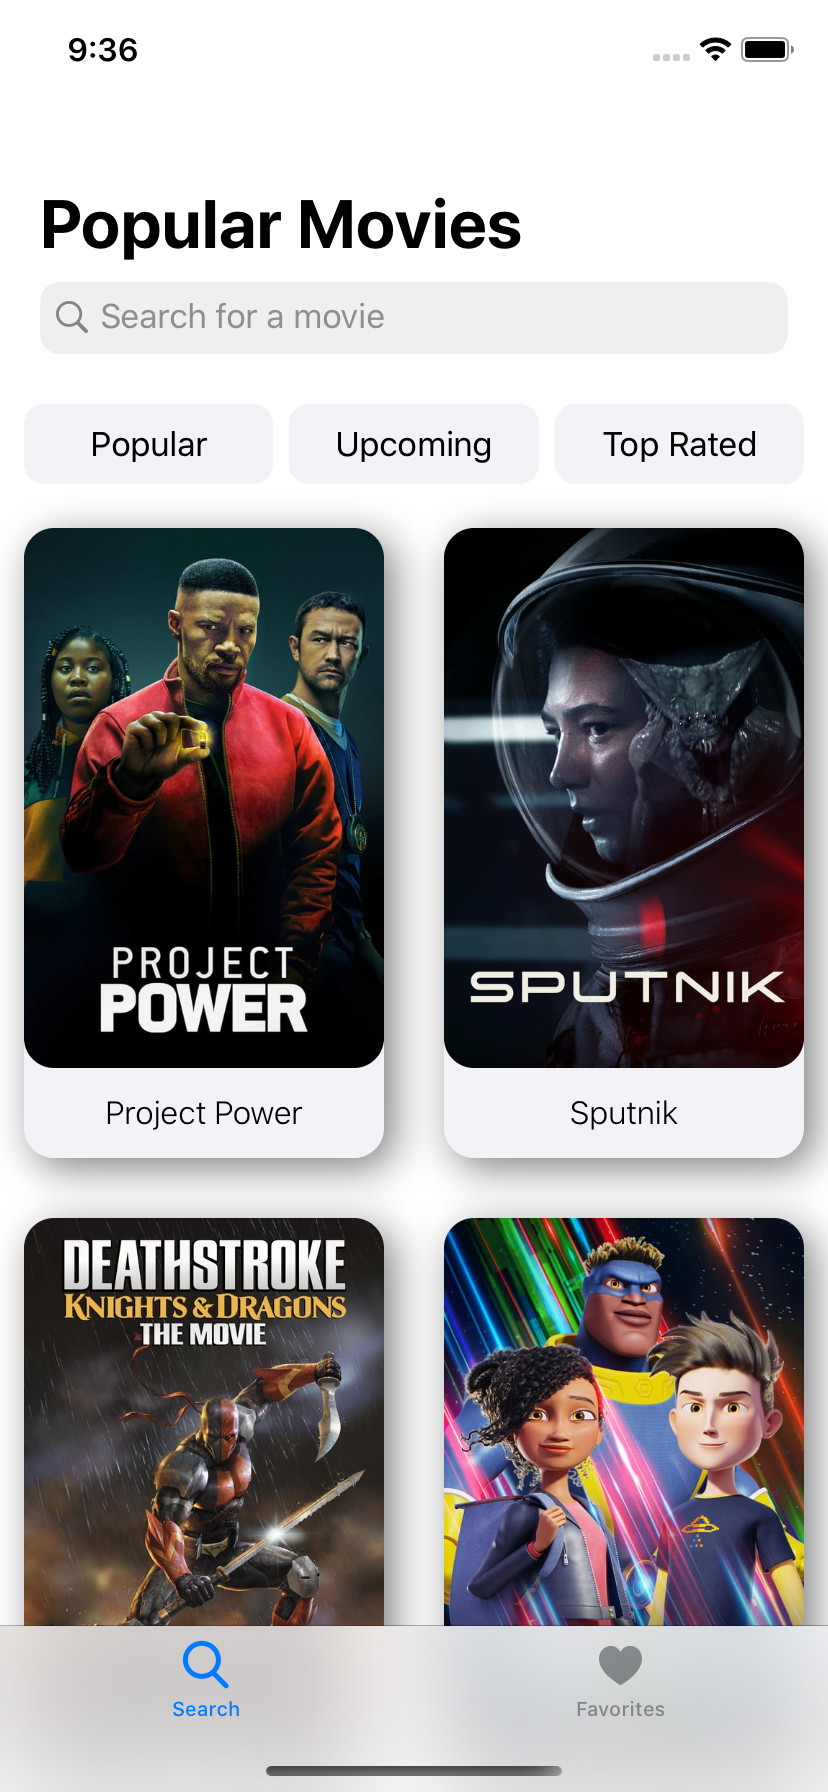 9:36
Popular Movies
Search for a movie
Popular
Upcoming
Top Rated
PROJECT
POWER
SPUTNIK
Project Power
Sputnik
DEATHSTROKE
KNIGHTS & DRAGONS
THE MOVIE
Search
Favorites